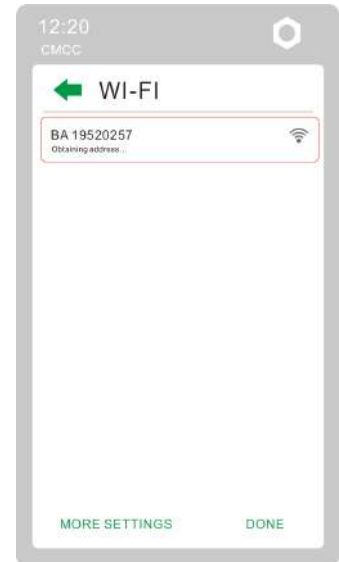 12:20
CMCC
WI-FI
BA 19520257
Obtaining address...
MORE SETTINGS DONE